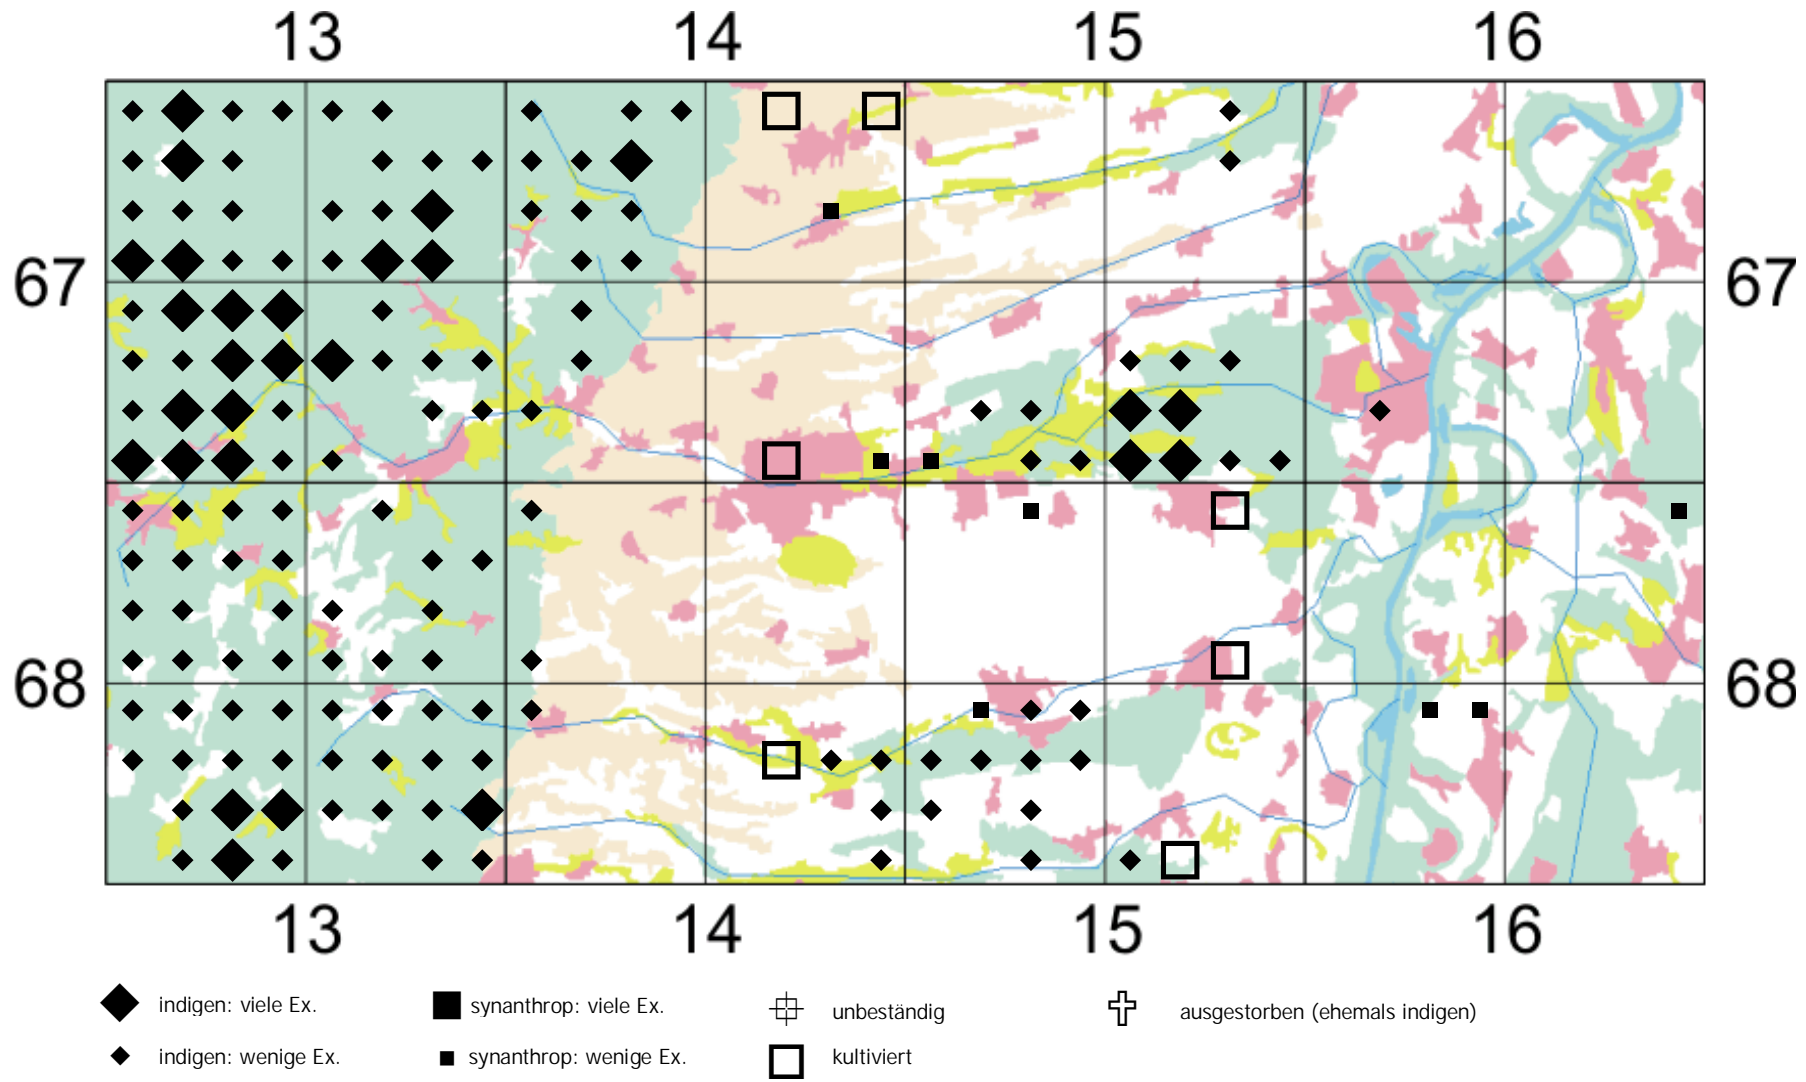 13 14 15 16
67 67
68 68
13 14 15 16
indigen: viele Ex. synanthrop: viele Ex. unbeständig ausgestorben (ehemals indigen)
indigen: wenige Ex. synanthrop: wenige Ex. kultiviert